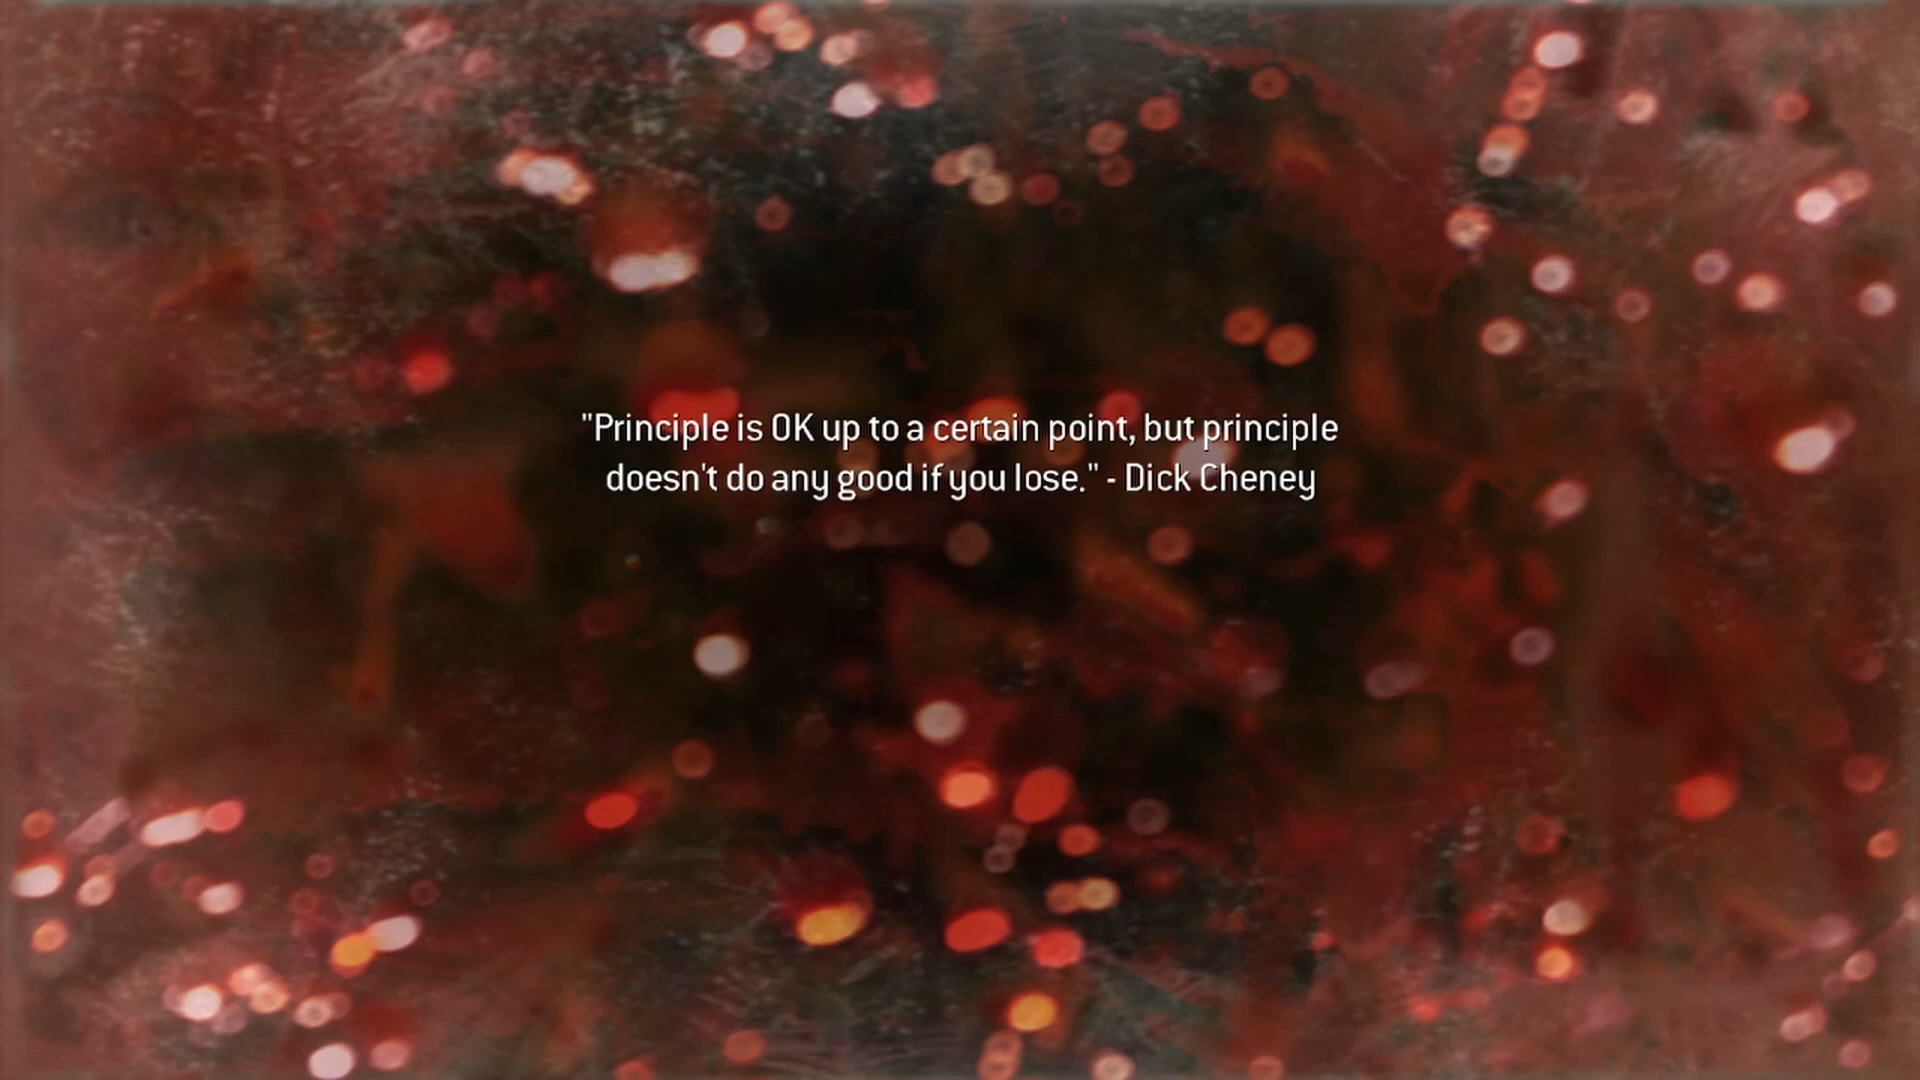 "Principle is OK up to a certain point, but principle
doesn't do any good if you lose." - Dick Cheney